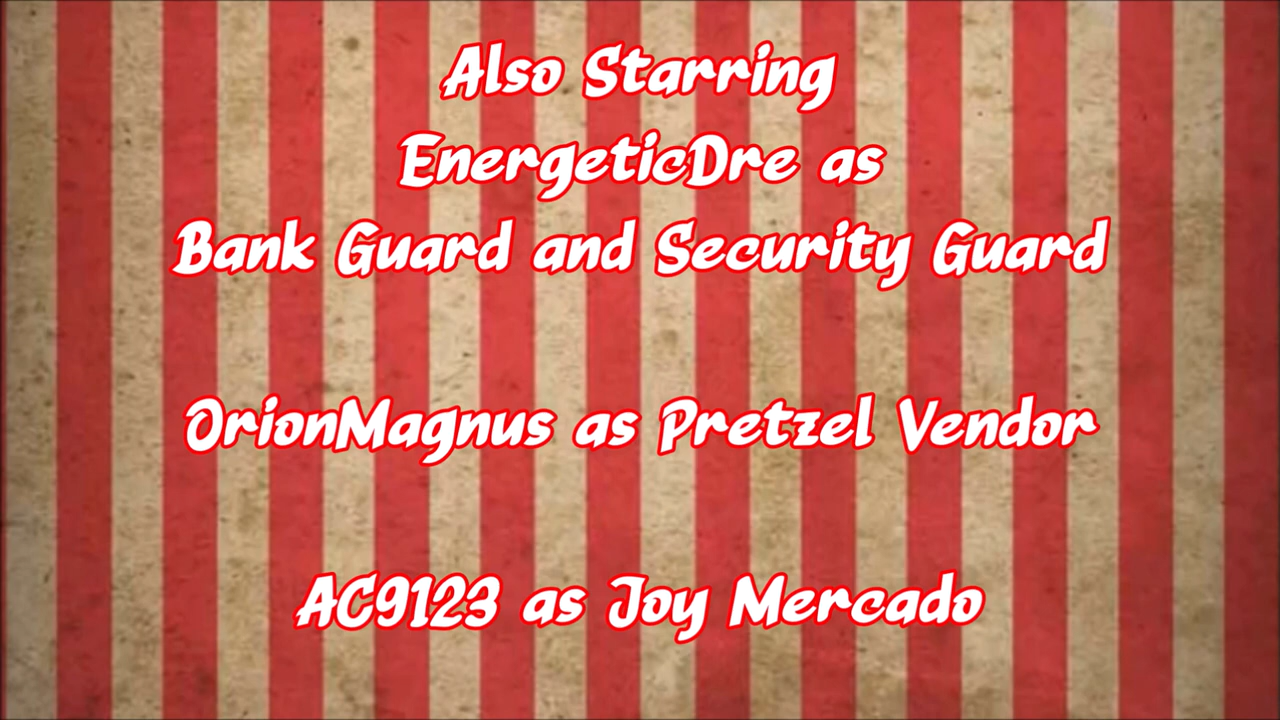 Also Starring
EnergeticDre as
Bank Guard and Security Guard
OrionMagnus as Pretzel Vendor
AC9123 as Joy Mercado